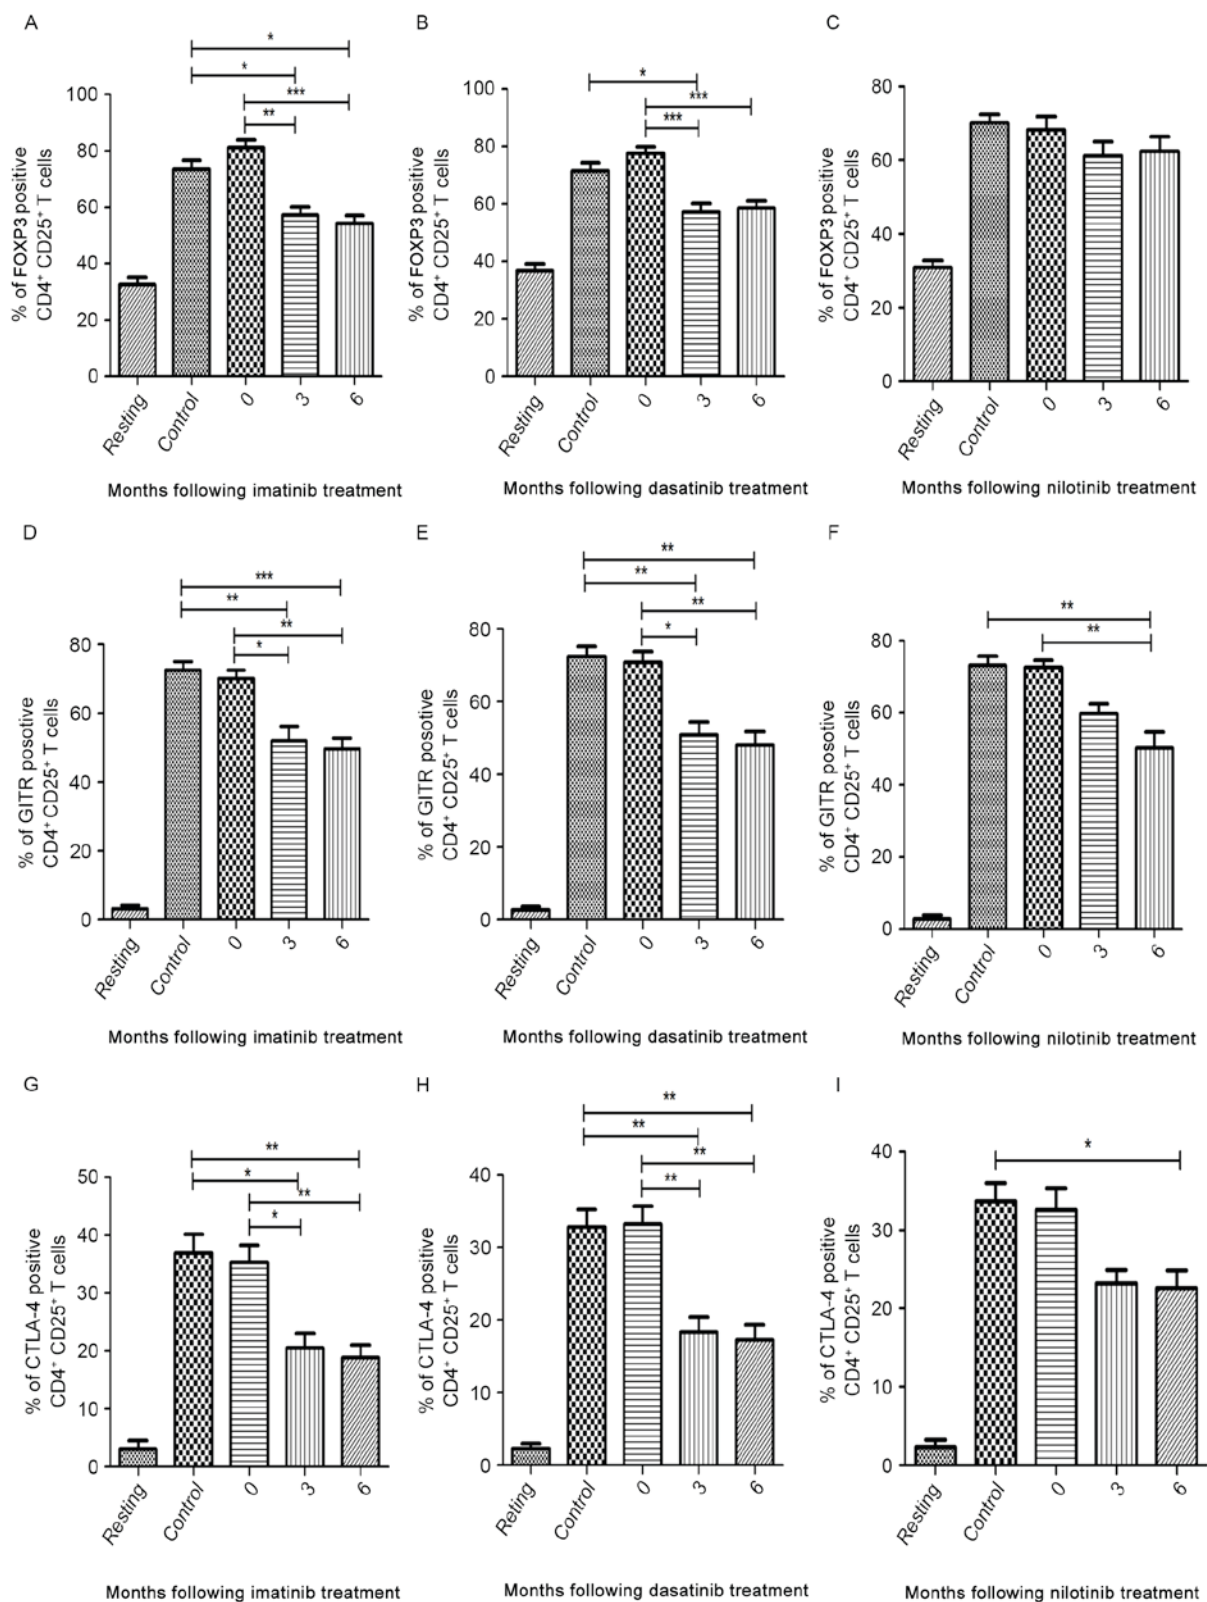 A
*
*
***
**
% of FOXP3 positive
CD4⁺ CD25⁺ T cells
100
80
60
40
20
0
Resting
Control
0
3
6
Months following imatinib treatment
B
*
***
***
% of FOXP3 positive
CD4⁺ CD25⁺ T cells
100
80
60
40
20
0
Resting
Control
0
3
6
Months following dasatinib treatment
C
% of FOXP3 positive
CD4⁺ CD25⁺ T cells
80
60
40
20
0
Resting
Control
0
3
6
Months following nilotinib treatment
D
***
**
**
*
% of GITR posotive
CD4⁺ CD25⁺ T cells
80
60
40
20
0
Resting
Control
0
3
6
Months following imatinib treatment
E
**
**
**
*
% of GITR positive
CD4⁺ CD25⁺ T cells
80
60
40
20
0
Resting
Control
0
3
6
Months following dasatinib treatment
F
**
**
% of GITR positive
CD4⁺ CD25⁺ T cells
80
60
40
20
0
Resting
Control
0
3
6
Months following nilotinib treatment
G
**
*
**
*
% of CTLA-4 positive
CD4⁺ CD25⁺ T cells
50
40
30
20
10
0
Resting
Control
0
3
6
Months following imatinib treatment
H
**
**
**
**
% of CTLA-4 positive
CD4⁺ CD25⁺ T cells
40
30
20
10
0
Reting
Control
0
3
6
Months following dasatinib treatment
I
*
% of CTLA-4 positive
CD4⁺ CD25⁺ T cells
40
30
20
10
0
Resting
Control
0
3
6
Months following nilotinib treatment